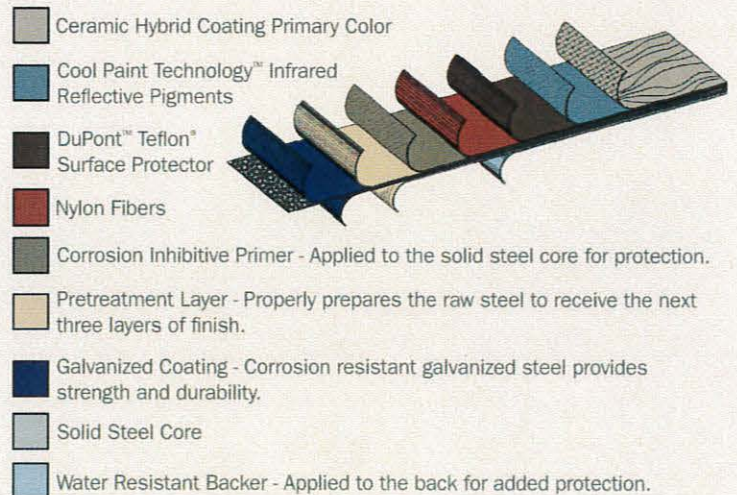 Ceramic Hybrid Coating Primary Color
Cool Paint Technology™ Infrared
Reflective Pigments
DuPont™ Teflon®
Surface Protector
Nylon Fibers
Corrosion Inhibitive Primer - Applied to the solid steel core for protection.
Pretreatment Layer - Properly prepares the raw steel to receive the next
three layers of finish.
Galvanized Coating - Corrosion resistant galvanized steel provides
strength and durability.
Solid Steel Core
Water Resistant Backer - Applied to the back for added protection.